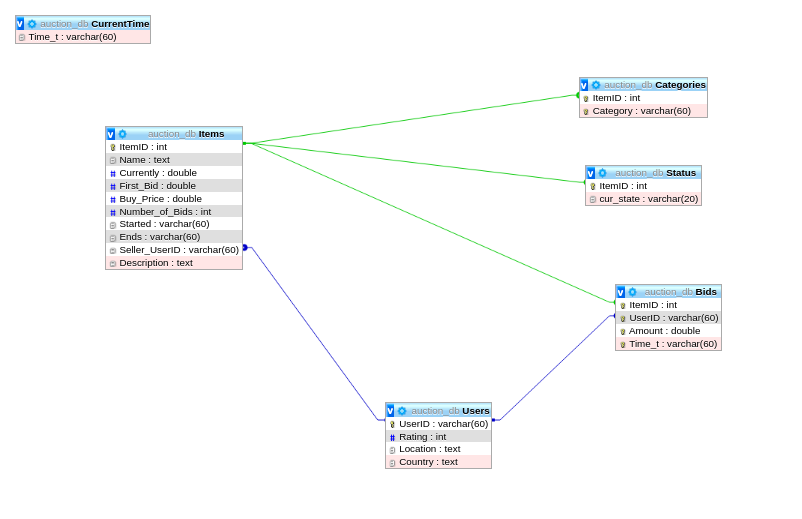 v auction_db CurrentTime
Time_t : varchar(60)
v auction_db Categories
ItemID : int
Category : varchar(60)
v auction_db Items
ItemID : int
Name : text
# Currently : double
# First_Bid : double
# Buy_Price : double
# Number_of_Bids : int
Started : varchar(60)
Ends : varchar(60)
Seller_UserID : varchar(60)
Description : text
v auction_db Status
ItemID : int
cur_state : varchar(20)
v auction_db Bids
ItemID : int
UserID : varchar(60)
Amount : double
Time_t : varchar(60)
v auction_db Users
UserID : varchar(60)
# Rating : int
Location : text
Country : text